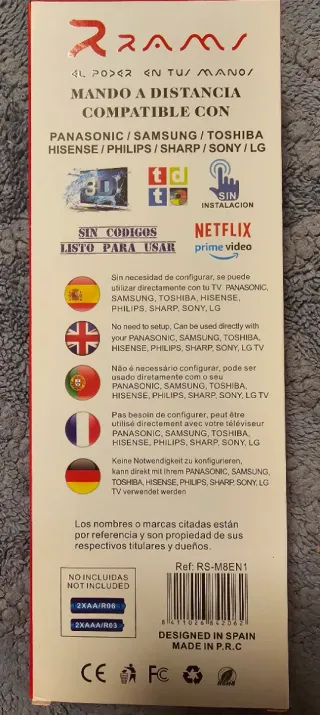 RRAMS
EL PODER EN TUS MANOS
MANDO A DISTANCIA
COMPATIBLE CON
PANASONIC / SAMSUNG / TOSHIBA
HISENSE / PHILIPS / SHARP / SONY / LG
3D
tdt
SIN
INSTALACION
SIN CODIGOS
LISTO PARA USAR
NETFLIX
prime video
Sin necesidad de configurar, se puede
utilizar directamente con tu TV PANASONIC,
SAMSUNG, TOSHIBA, HISENSE,
PHILIPS, SHARP, SONY, LG
No need to setup, Can be used directly with
your PANASONIC, SAMSUNG, TOSHIBA,
HISENSE, PHILIPS, SHARP, SONY, LG TV
Não é necessário configurar, pode ser
usado diretamente com o seu
PANASONIC, SAMSUNG, TOSHIBA,
HISENSE, PHILIPS, SHARP, SONY, LG TV
Pas besoin de configurer, peut être
utilisé directement avec votre téléviseur
PANASONIC, SAMSUNG, TOSHIBA,
HISENSE, PHILIPS, SHARP, SONY, LG
Keine Notwendigkeit zu konfigurieren,
kann direkt mit Ihrem PANASONIC, SAMSUNG,
TOSHIBA, HISENSE, PHILIPS, SHARP, SONY, LG
TV verwendet werden
Los nombres o marcas citadas están
por referencia y son propiedad de sus
respectivos titulares y dueños.
NO INCLUIDAS
NOT INCLUDED
2XAA/R06
2XAAA/R03
Ref: RS-M8EN1
8411026842062
DESIGNED IN SPAIN
MADE IN P.R.C
CE FC